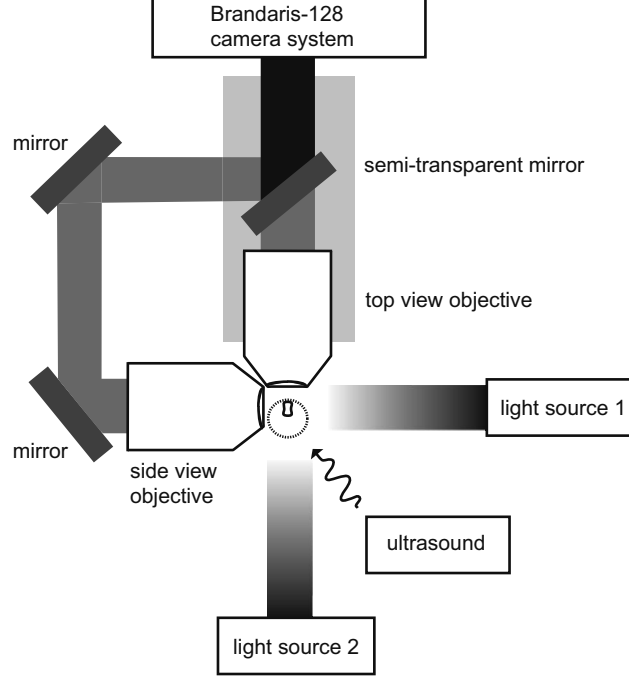 Brandaris-128
camera system
mirror
semi-transparent mirror
top view objective
light source 1
mirror
side view
objective
ultrasound
light source 2